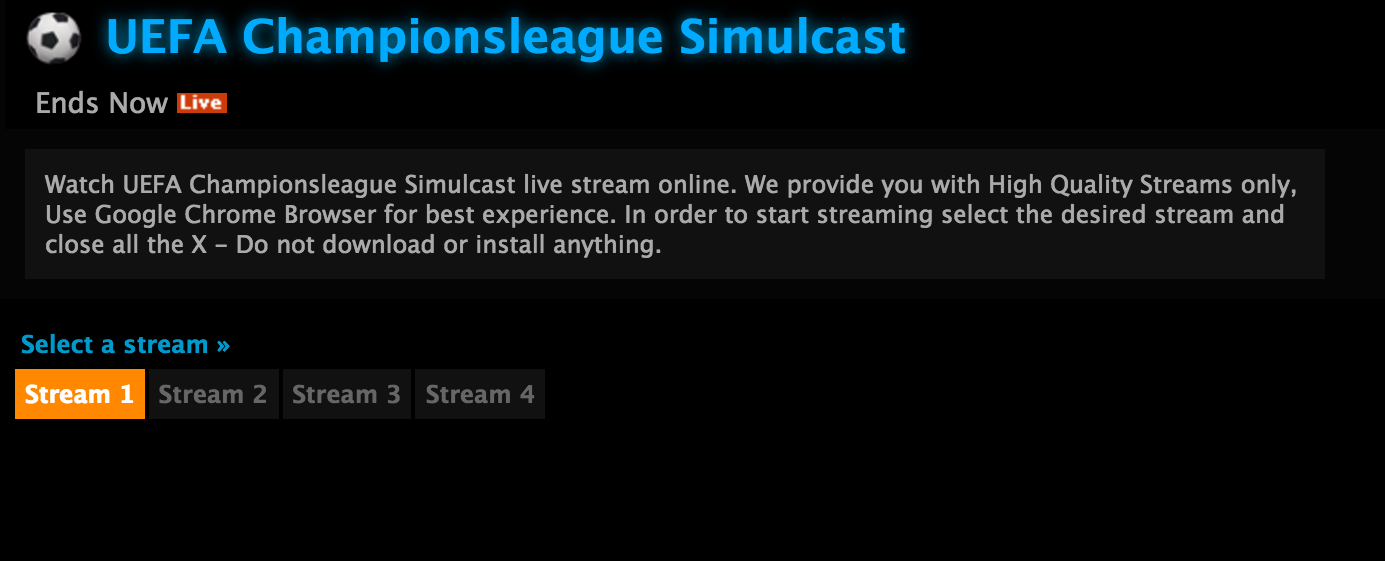 UEFA Championsleague Simulcast
Ends Now Live
Watch UEFA Championsleague Simulcast live stream online. We provide you with High Quality Streams only,
Use Google Chrome Browser for best experience. In order to start streaming select the desired stream and
close all the X – Do not download or install anything.
Select a stream »
Stream 1 Stream 2 Stream 3 Stream 4